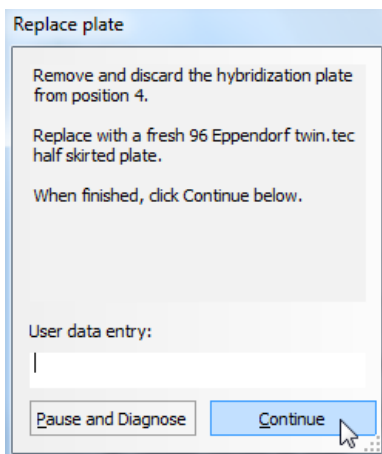 Replace plate
Remove and discard the hybridization plate
from position 4.
Replace with a fresh 96 Eppendorf twin.tec
half skirted plate.
When finished, click Continue below.
User data entry:
Pause and Diagnose
Continue